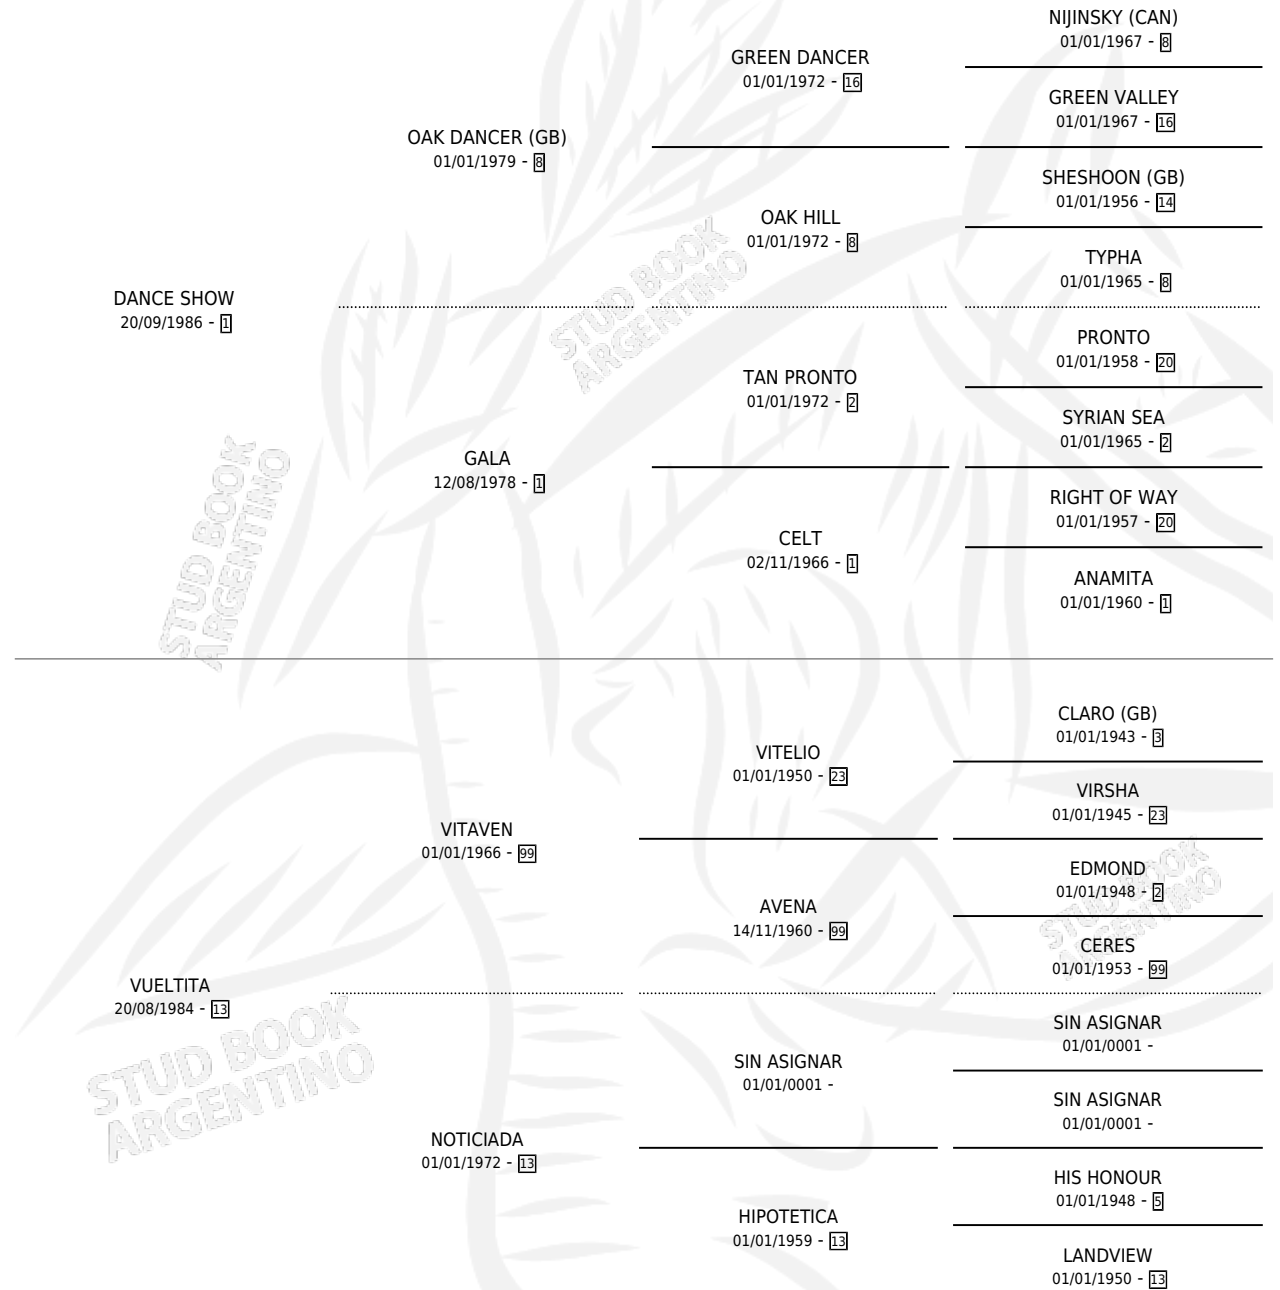 NIJINSKY (CAN)
01/01/1967 - 8
GREEN DANCER
01/01/1972 - 16
GREEN VALLEY
01/01/1967 - 16
OAK DANCER (GB)
01/01/1979 - 8
SHESHOON (GB)
01/01/1956 - 14
OAK HILL
01/01/1972 - 8
TYPHA
01/01/1965 - 8
DANCE SHOW
20/09/1986 - 1
PRONTO
01/01/1958 - 20
TAN PRONTO
01/01/1972 - 2
SYRIAN SEA
01/01/1965 - 2
GALA
12/08/1978 - 1
RIGHT OF WAY
01/01/1957 - 20
CELT
02/11/1966 - 1
ANAMITA
01/01/1960 - 1
CLARO (GB)
01/01/1943 - 3
VITELIO
01/01/1950 - 23
VIRSHA
01/01/1945 - 23
VITAVEN
01/01/1966 - 99
EDMOND
01/01/1948 - 2
AVENA
14/11/1960 - 99
CERES
01/01/1953 - 99
VUELTITA
20/08/1984 - 13
SIN ASIGNAR
01/01/0001 -
SIN ASIGNAR
01/01/0001 -
SIN ASIGNAR
01/01/0001 -
NOTICIADA
01/01/1972 - 13
HIS HONOUR
01/01/1948 - 5
HIPOTETICA
01/01/1959 - 13
LANDVIEW
01/01/1950 - 13
STUD BOOK
ARGENTINO
STUD BOOK
ARGENTINO
STUD BOOK
ARGENTINO
STUD BOOK
ARGENTINO